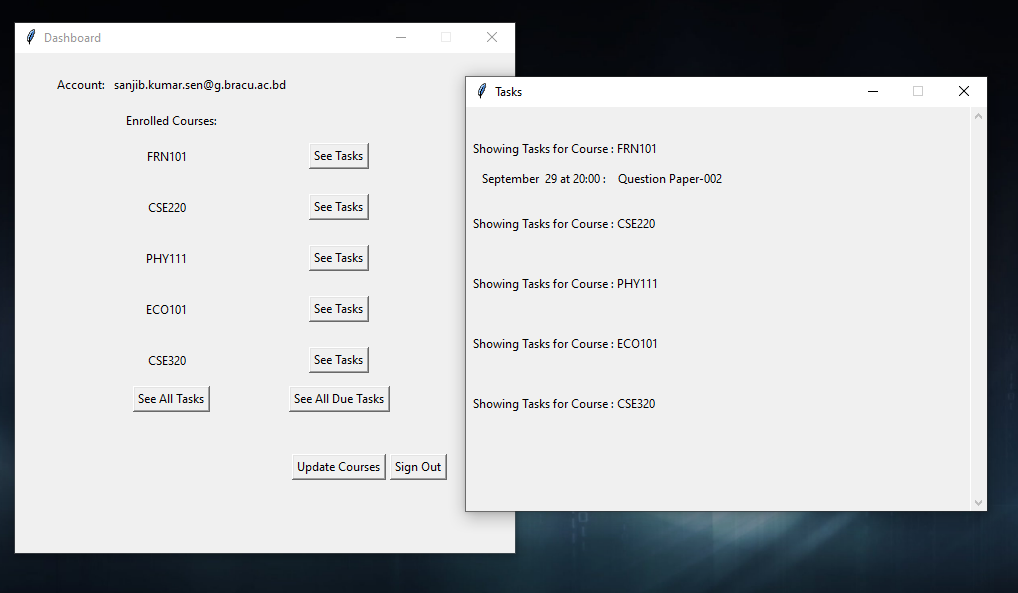 Dashboard
Account: sanjib.kumar.sen@g.bracu.ac.bd
Enrolled Courses:
FRN101 See Tasks
CSE220 See Tasks
PHY111 See Tasks
ECO101 See Tasks
CSE320 See Tasks
See All Tasks See All Due Tasks
Update Courses Sign Out
Tasks
Showing Tasks for Course : FRN101
September 29 at 20:00 : Question Paper-002
Showing Tasks for Course : CSE220
Showing Tasks for Course : PHY111
Showing Tasks for Course : ECO101
Showing Tasks for Course : CSE320